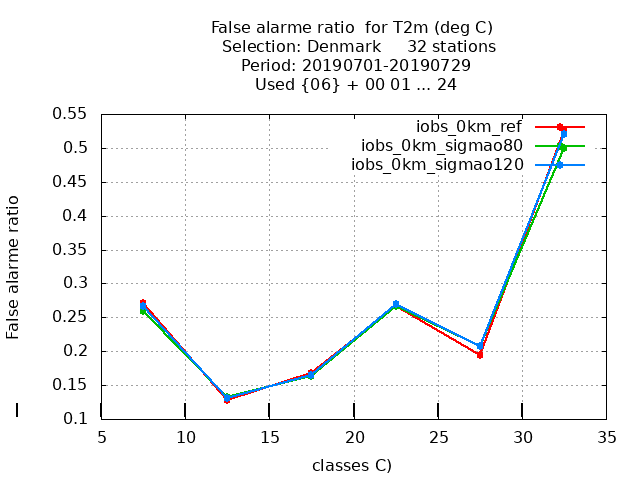 False alarme ratio  for T2m (deg C)
Selection: Denmark     32 stations
Period: 20190701-20190729
Used {06} + 00 01 ... 24
iobs_0km_ref
iobs_0km_sigmao80
iobs_0km_sigmao120
False alarme ratio
0.55
0.5
0.45
0.4
0.35
0.3
0.25
0.2
0.15
0.1
5 10 15 20 25 30 35
classes C)